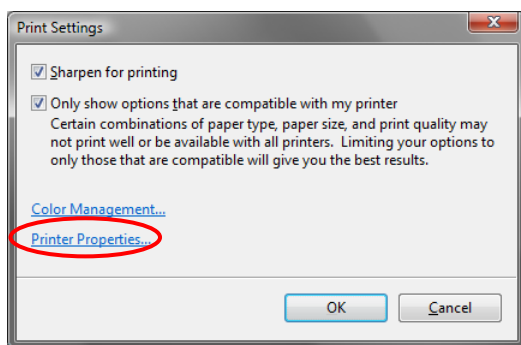 Print Settings
Sharpen for printing
Only show options that are compatible with my printer
Certain combinations of paper type, paper size, and print quality may
not print well or be available with all printers.  Limiting your options to
only those that are compatible will give you the best results.
Color Management...
Printer Properties...
OK
Cancel